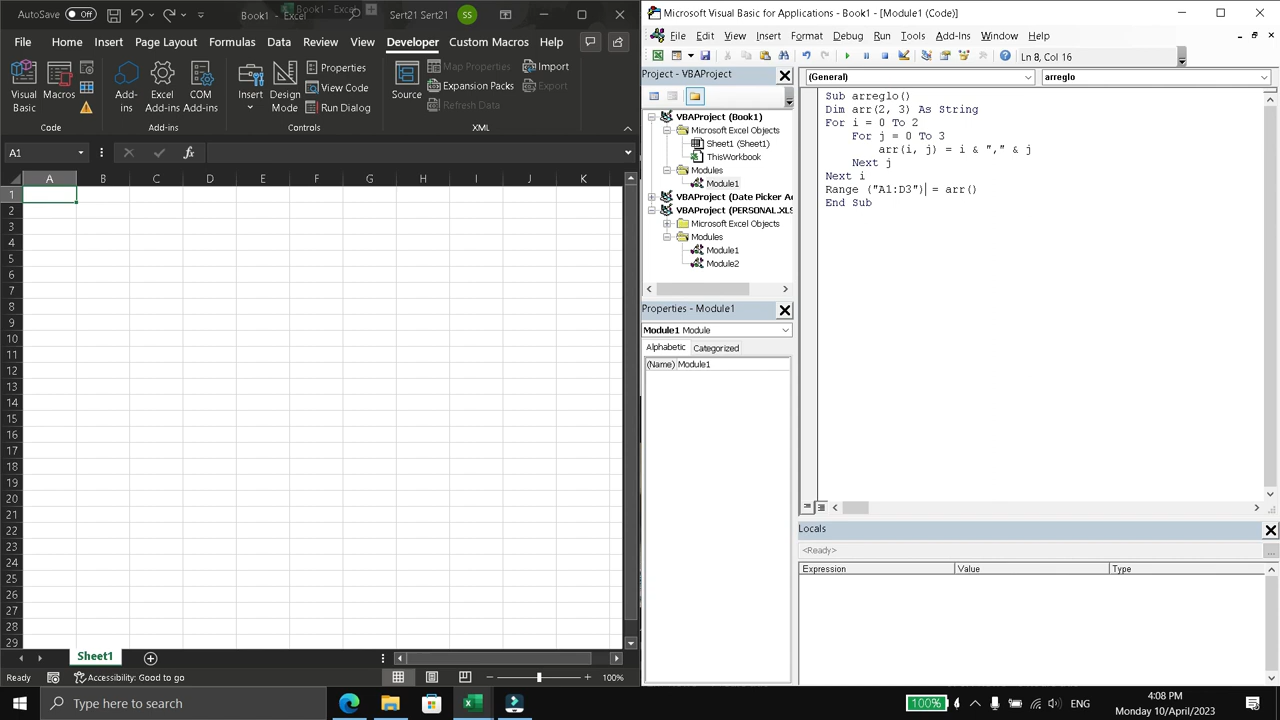 Book1 - Excel
Book1 - Excel
Sert21 Sert21
SS
File Home Insert Page Layout Formulas Data Review View Developer Custom Macros Help
Visual Basic
Macros
Code
Add-ins
Excel Add-ins
COM Add-ins
Add-ins
Insert
Design Mode
Properties
View Code
Run Dialog
Controls
Source
Map Properties
Expansion Packs
Refresh Data
Import
Export
XML
A1
fx
A B C D E F G H I J K
1
2
3
4
5
6
7
8
9
10
11
12
13
14
15
16
17
18
19
20
21
22
23
24
25
26
27
28
29
Sheet1
Ready
Accessibility: Good to go
100%
Microsoft Visual Basic for Applications - Book1 - [Module1 (Code)]
File Edit View Insert Format Debug Run Tools Add-Ins Window Help
Ln 8, Col 16
Project - VBAProject
VBAProject (Book1)
Microsoft Excel Objects
Sheet1 (Sheet1)
ThisWorkbook
Modules
Module1
VBAProject (Date Picker Ad
VBAProject (PERSONAL.XLS
Microsoft Excel Objects
Modules
Module1
Module2
Properties - Module1
Module1 Module
Alphabetic Categorized
(Name) Module1
(General)
arreglo
Sub arreglo()
Dim arr(2, 3) As String
For i = 0 To 2
For j = 0 To 3
arr(i, j) = i & "," & j
Next j
Next i
Range ("A1:D3") = arr()
End Sub
Locals
<Ready>
...
Expression Value Type
Type here to search
100%
ENG
4:08 PM
Monday 10/April/2023